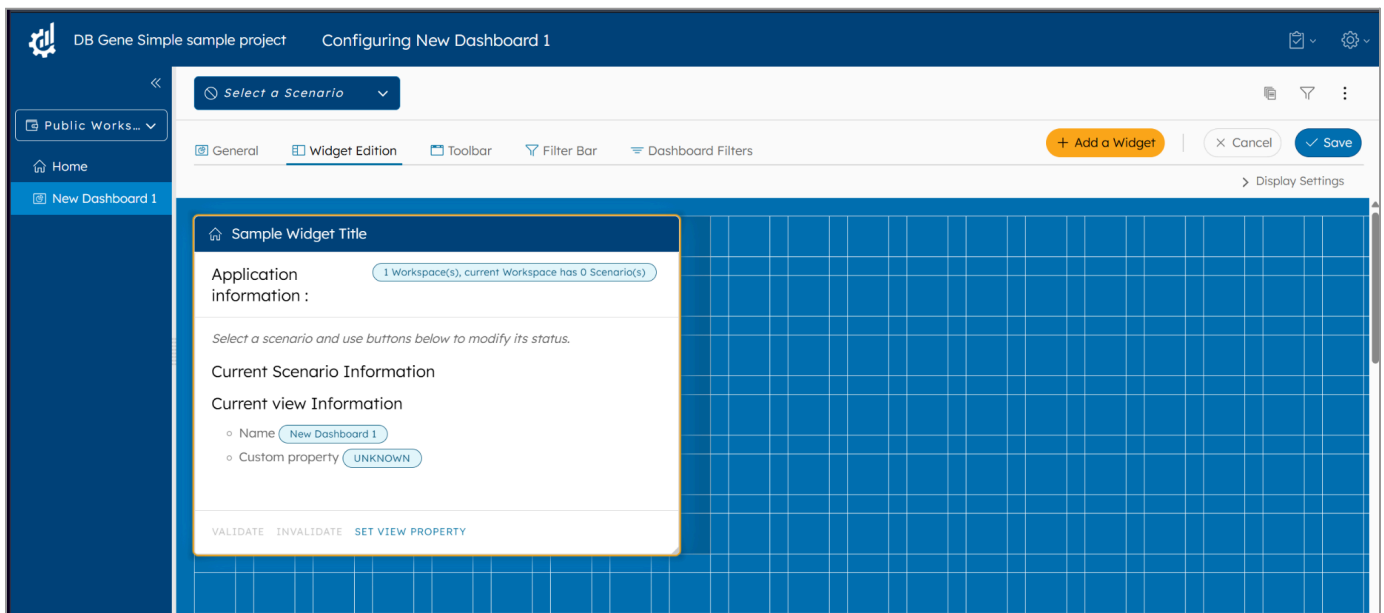 DB Gene Simple sample project
Configuring New Dashboard 1
Select a Scenario
Public Works...
Home
New Dashboard 1
General
Widget Edition
Toolbar
Filter Bar
Dashboard Filters
+ Add a Widget
Cancel
Save
Display Settings
Sample Widget Title
Application
information :
1 Workspace(s), current Workspace has 0 Scenario(s)
Select a scenario and use buttons below to modify its status.
Current Scenario Information
Current view Information
Name New Dashboard 1
Custom property UNKNOWN
VALIDATE INVALIDATE SET VIEW PROPERTY